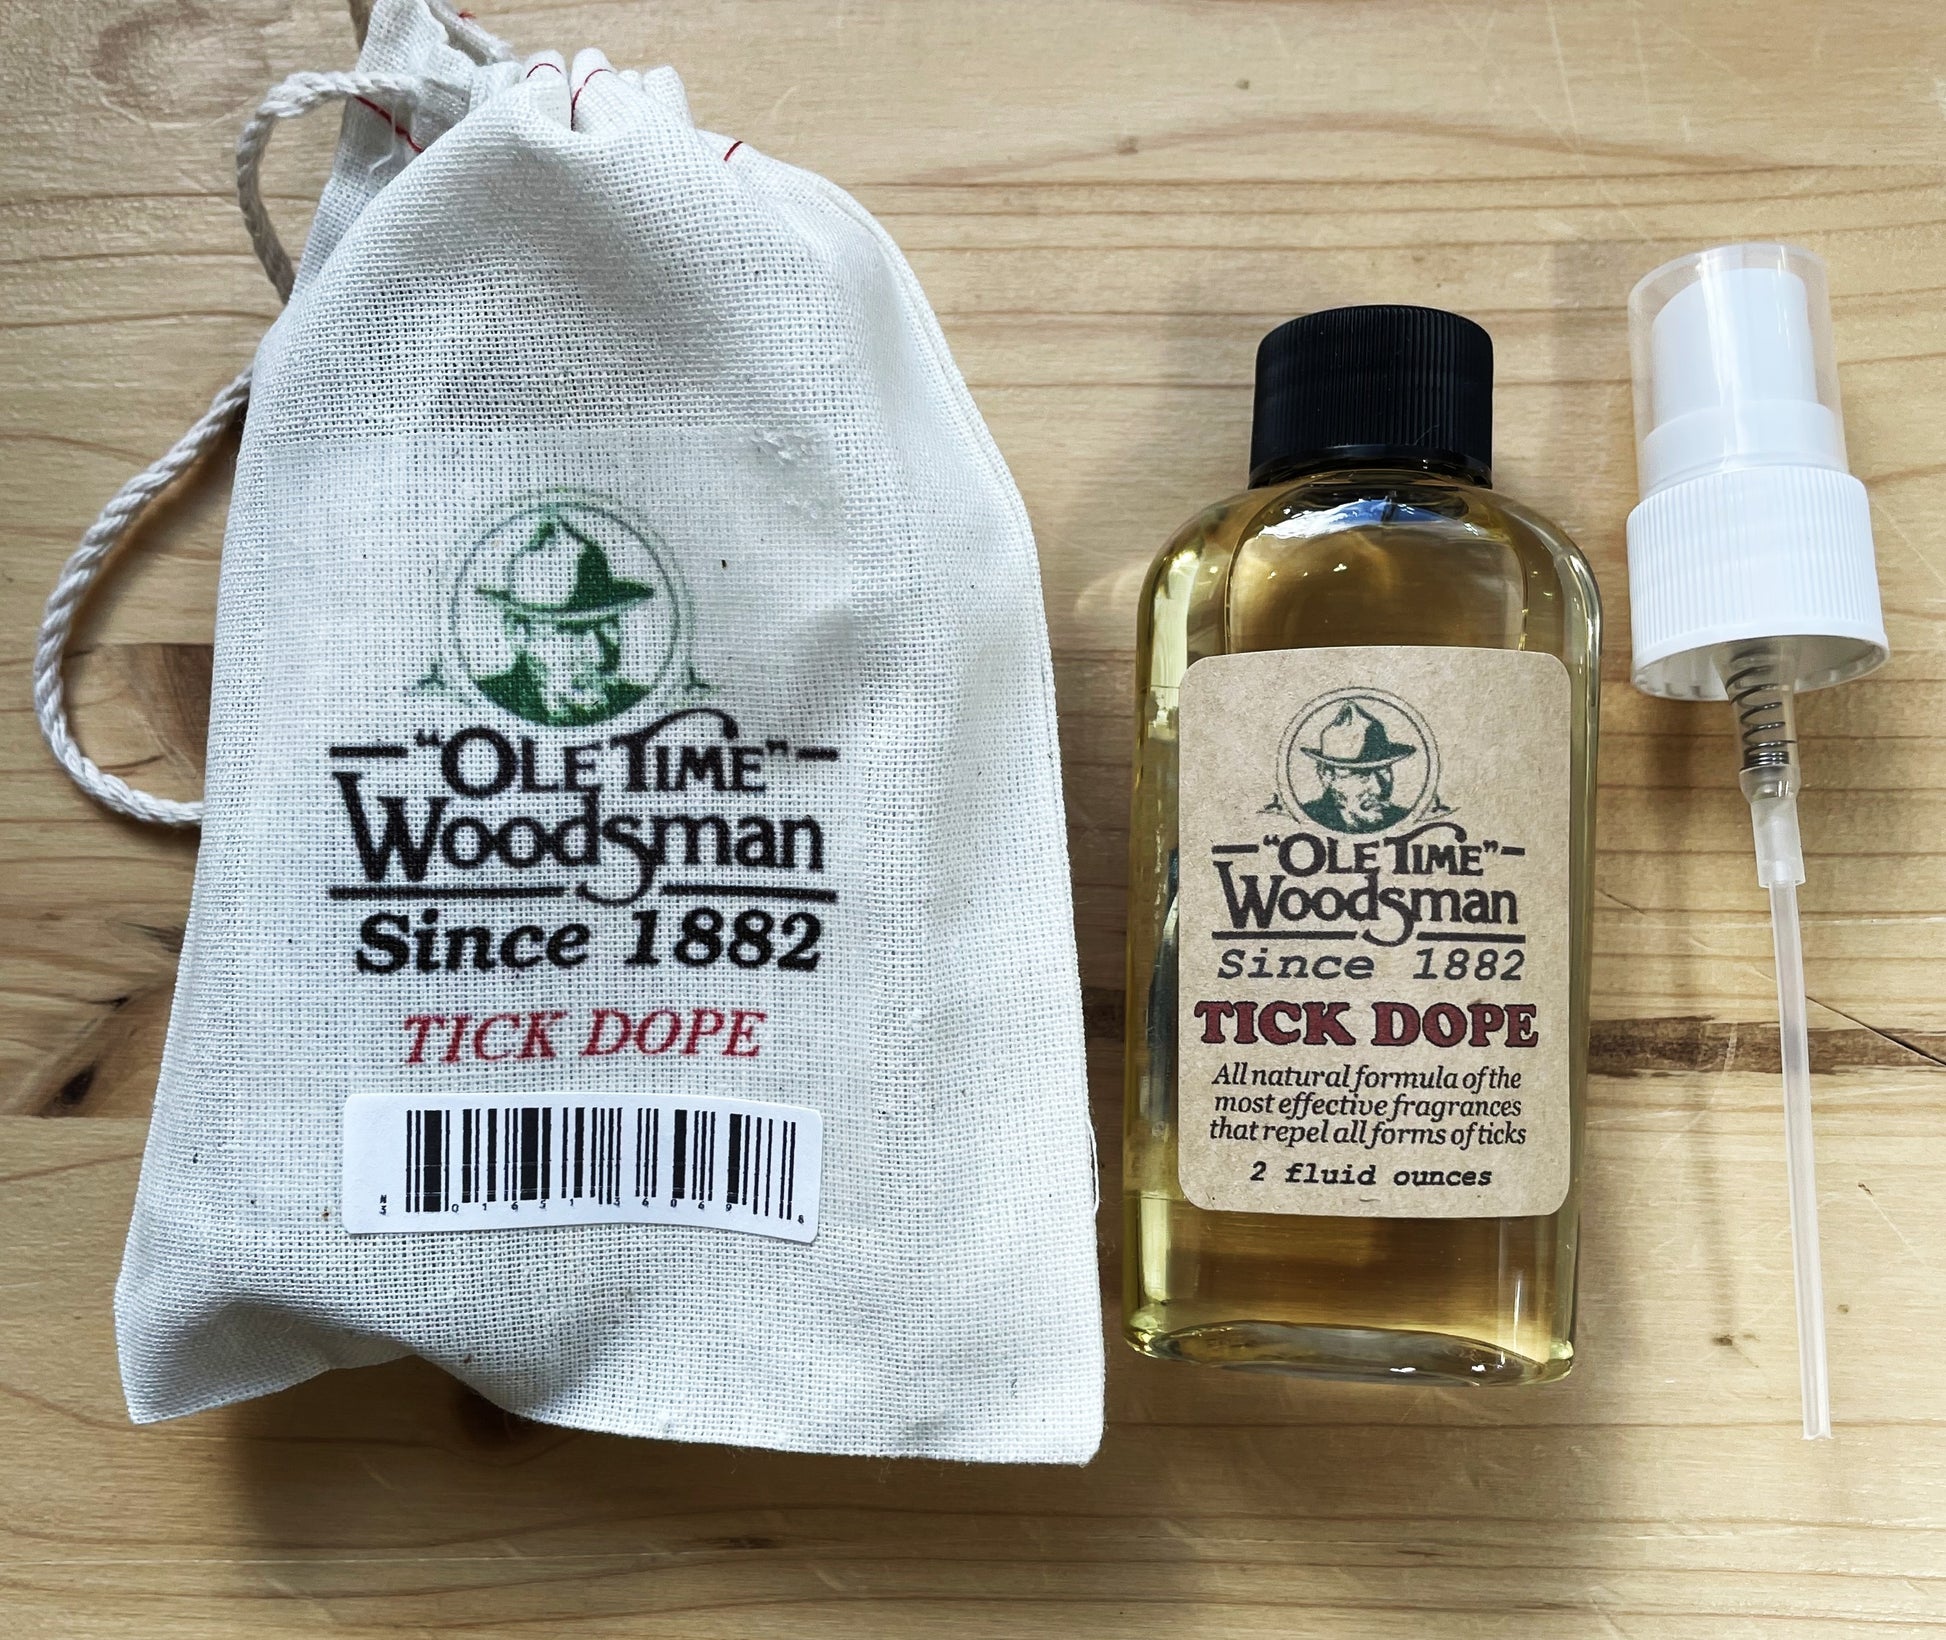 "OLE TIME"
Woodsman
Since 1882
TICK DOPE
"OLE TIME"
Woodsman
Since 1882
TICK DOPE
All natural formula of the
most effective fragrances
that repel all forms of ticks
2 fluid ounces